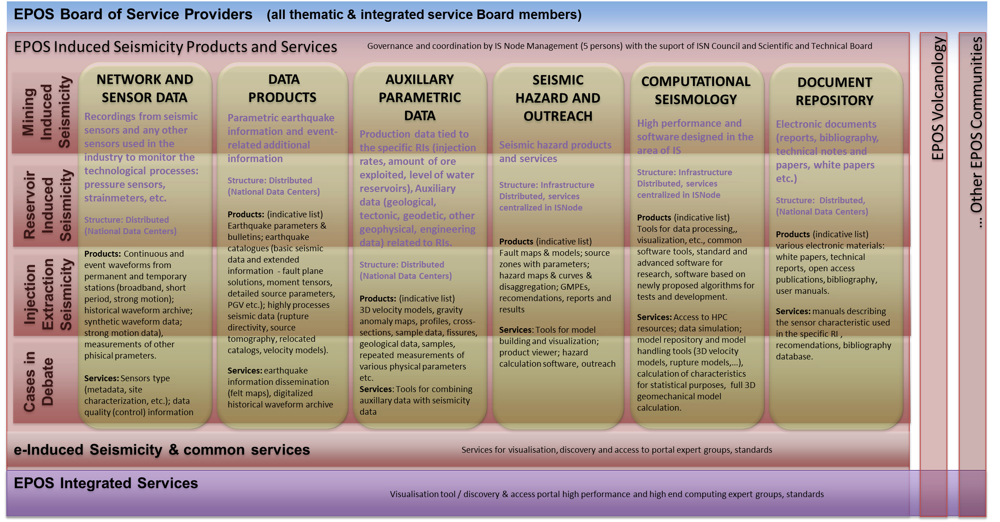 EPOS Board of Service Providers (all thematic & integrated service Board members)
EPOS Induced Seismicity Products and Services
Governance and coordination by IS Node Management (5 persons) with the suport of ISN Council and Scientific and Technical Board
Mining
Induced
Seismicity
Reservoir
Induced
Seismicity
Injection
Extraction
Seismicity
Cases in
Debate
NETWORK AND
SENSOR DATA
Recordings from seismic
sensors and any other
sensors used in the
industry to monitor the
technological processes:
pressure sensors,
strainmeters, etc.
Structure: Distributed
(National Data Centers)
Products: Continuous and
event waveforms from
permanent and temporary
stations (broadband, short
period, strong motion);
historical waveform archive;
synthetic waveform data;
strong motion data),
measurements of other
phisical prameters.
Services: Sensors type
(metadata, site
characterization, etc.); data
quality (control) information
DATA
PRODUCTS
Parametric earthquake
information and event-
related additional
information
Structure: Distributed
(National Data Centers)
Products: (indicative list)
Earthquake parameters &
bulletins; earthquake
catalogues (basic seismic
data and extended
information - fault plane
solutions, moment tensors,
detailed source parameters,
PGV etc.); highly processes
seismic data (rupture
directivity, source
tomography, relocated
catalogs, velocity models).
Services: earthquake
information dissemination
(felt maps), digitalized
historical waveform archive
AUXILLARY
PARAMETRIC
DATA
Production data tied to
the specific RIs (injection
rates, amount of ore
exploited, level of water
reservoirs), Auxiliary
data (geological,
tectonic, geodetic, other
geophysical, engineering
data) related to RIs.
Structure: Distributed
(National Data Centers)
Products: (indicative list)
3D velocity models, gravity
anomaly maps, profiles, cross-
sections, sample data, fissures,
geological data, samples,
repeated measurements of
various physical parameters
etc.
Services: Tools for combining
auxillary data with seismicity
data
SEISMIC
HAZARD AND
OUTREACH
Seismic hazard products
and services
Structure: Infrastructure
Distributed, services
centralized in ISNode
Products (indicative list)
Fault maps & models; source
zones with parameters;
hazard maps & curves &
disaggregation; GMPEs,
recomendations, reports and
results
Services: Tools for model
building and visualization;
product viewer; hazard
calculation software, outreach
COMPUTATIONAL
SEISMOLOGY
High performance and
software designed in the
area of IS
Structure: Infrastructure
Distributed, services
centralized in ISNode
Products (indicative list)
Tools for data processing,,
visualization, etc., common
software tools, standard and
advanced software for
research, software based on
newly proposed algorithms for
tests and development.
Services: Access to HPC
resources; data simulation;
model repository and model
handling tools (3D velocity
models, rupture models,...),
calculation of characteristics
for statistical purposes, full 3D
geomechanical model
calculation.
DOCUMENT
REPOSITORY
Electronic documents
(reports, bibliography,
technical notes and
papers, white papers
etc.)
Structure: Distributed,
(National Data Centers)
Products (indicative list)
various electronic materials:
white papers, technical
reports, open access
publications, bibliography,
user manuals.
Services: manuals describing
the sensor characteristic used
in the specific RI ,
recomendations, bibliography
database.
EPOS Volcanology
... Other EPOS Communities
e-Induced Seismicity & common services
Services for visualisation, discovery and access to portal expert groups, standards
EPOS Integrated Services
Visualisation tool / discovery & access portal high performance and high end computing expert groups, standards